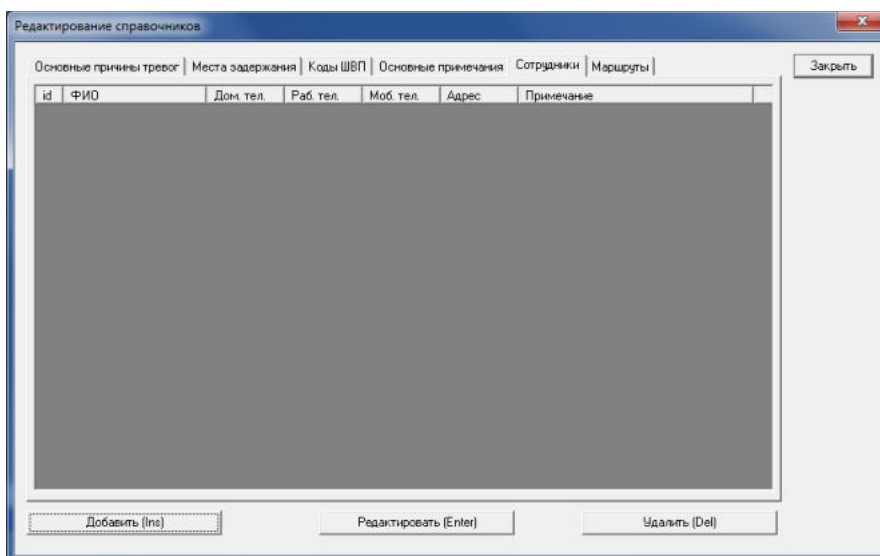 Редактирование справочников
Основные причины тревог Места задержания Коды ШВП Основные примечания Сотрудники Маршруты Закрыть
id ФИО Дом. тел. Раб. тел. Моб. тел. Адрес Примечание
Добавить (Ins) Редактировать (Enter) Удалить (Del)